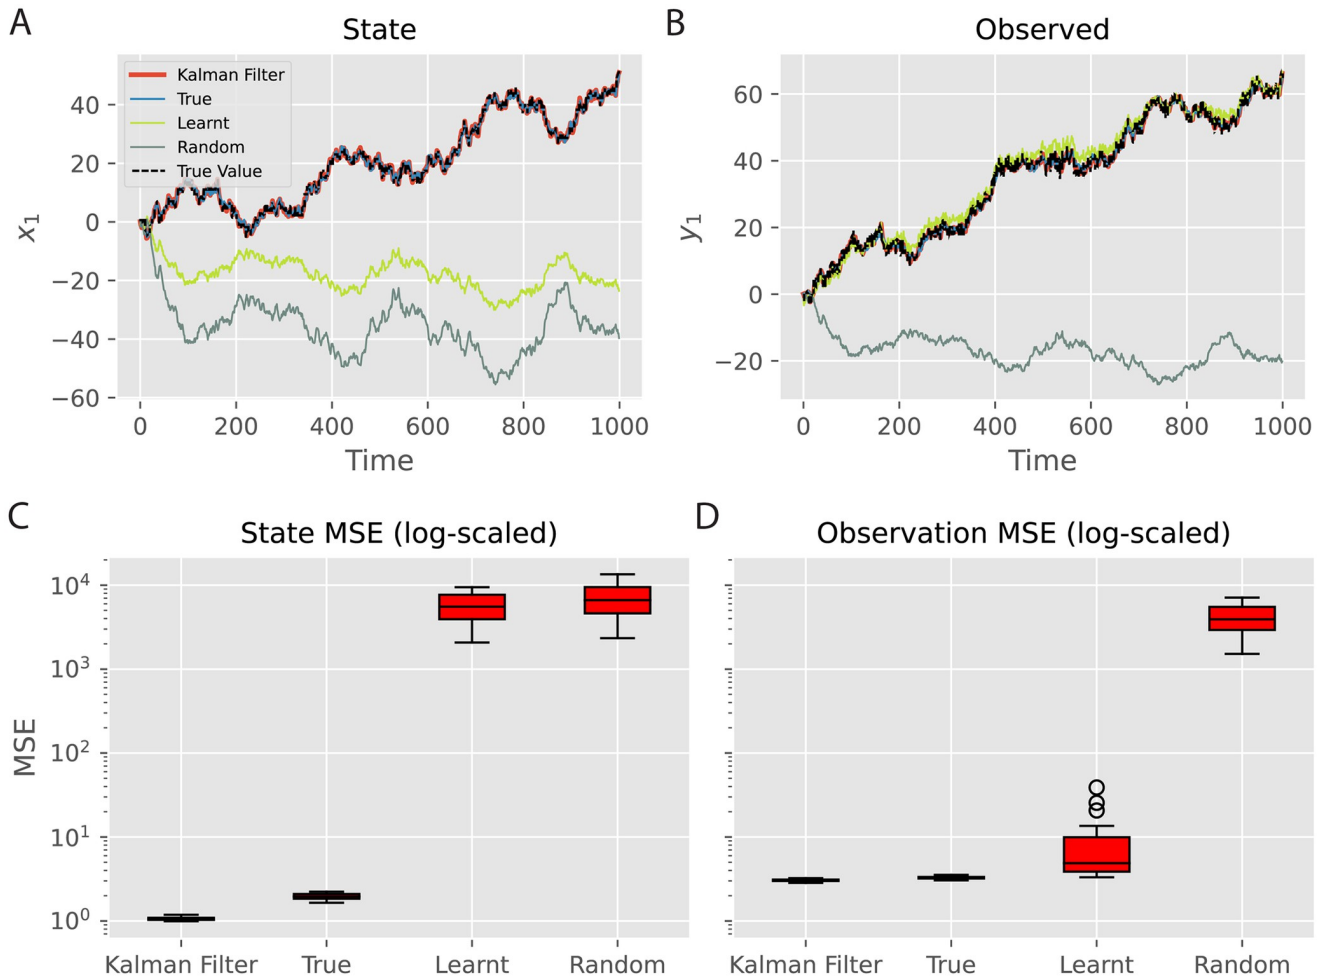 A
State
Kalman Filter
True
Learnt
Random
True Value
40
20
0
−20
−40
−60
x₁
0 200 400 600 800 1000
Time
B
Observed
60
40
20
0
−20
y₁
0 200 400 600 800 1000
Time
C
State MSE (log-scaled)
10⁴
10³
10²
10¹
10⁰
MSE
Kalman Filter True Learnt Random
D
Observation MSE (log-scaled)
Kalman Filter True Learnt Random